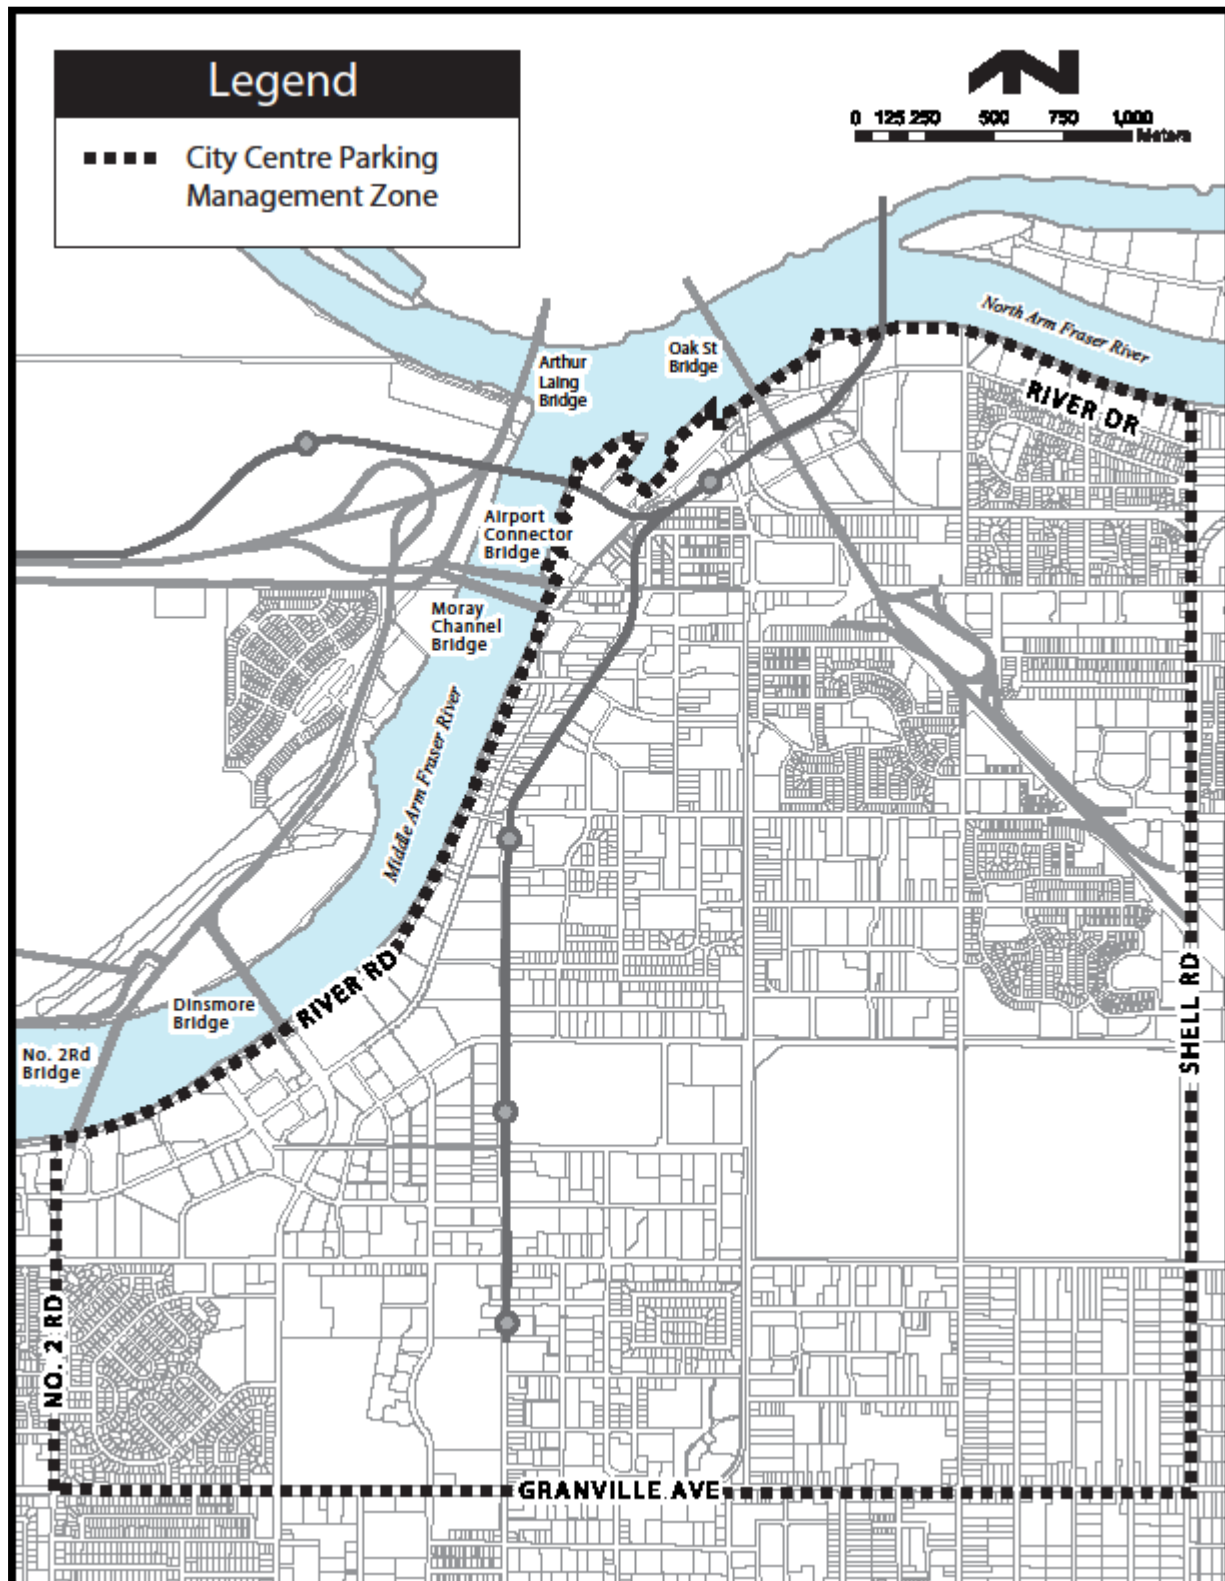 Legend
City Centre Parking
Management Zone
N
0 125 250 500 750 1,000
Meters
North Arm Fraser River
Arthur
Laing
Bridge
Oak St
Bridge
RIVER DR
Airport
Connector
Bridge
Moray
Channel
Bridge
Middle Arm Fraser River
RIVER RD
Dinsmore
Bridge
No. 2Rd
Bridge
SHELL RD
NO. 2 RD
GRANVILLE AVE